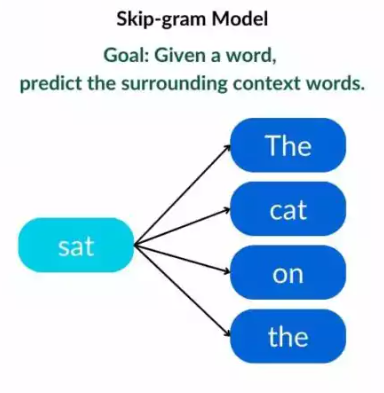 Skip-gram Model
Goal: Given a word,
predict the surrounding context words.
The
cat
sat
on
the